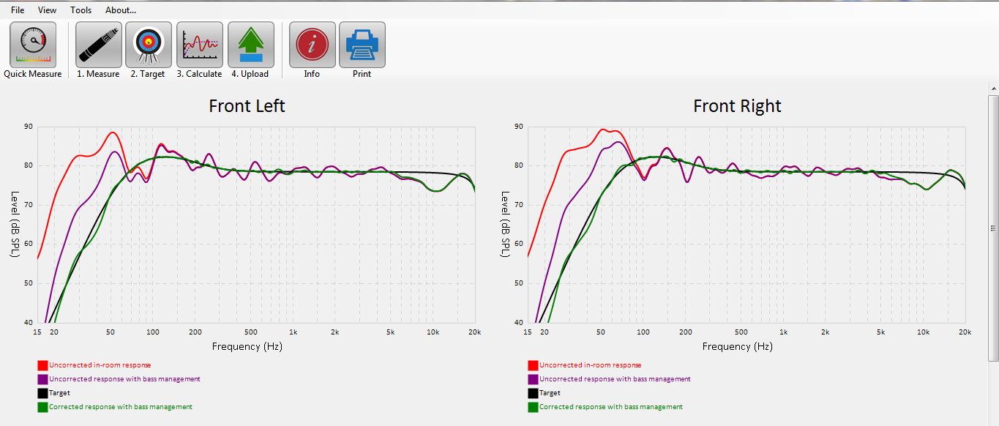 File View Tools About...
Quick Measure 1. Measure 2. Target 3. Calculate 4. Upload Info Print
Front Left
90
80
70
60
50
40
Level (dB SPL)
15 20 50 100 200 500 1k 2k 5k 10k 20k
Frequency (Hz)
Uncorrected in-room response
Uncorrected response with bass management
Target
Corrected response with bass management
Front Right
90
80
70
60
50
40
Level (dB SPL)
15 20 50 100 200 500 1k 2k 5k 10k 20k
Frequency (Hz)
Uncorrected in-room response
Uncorrected response with bass management
Target
Corrected response with bass management